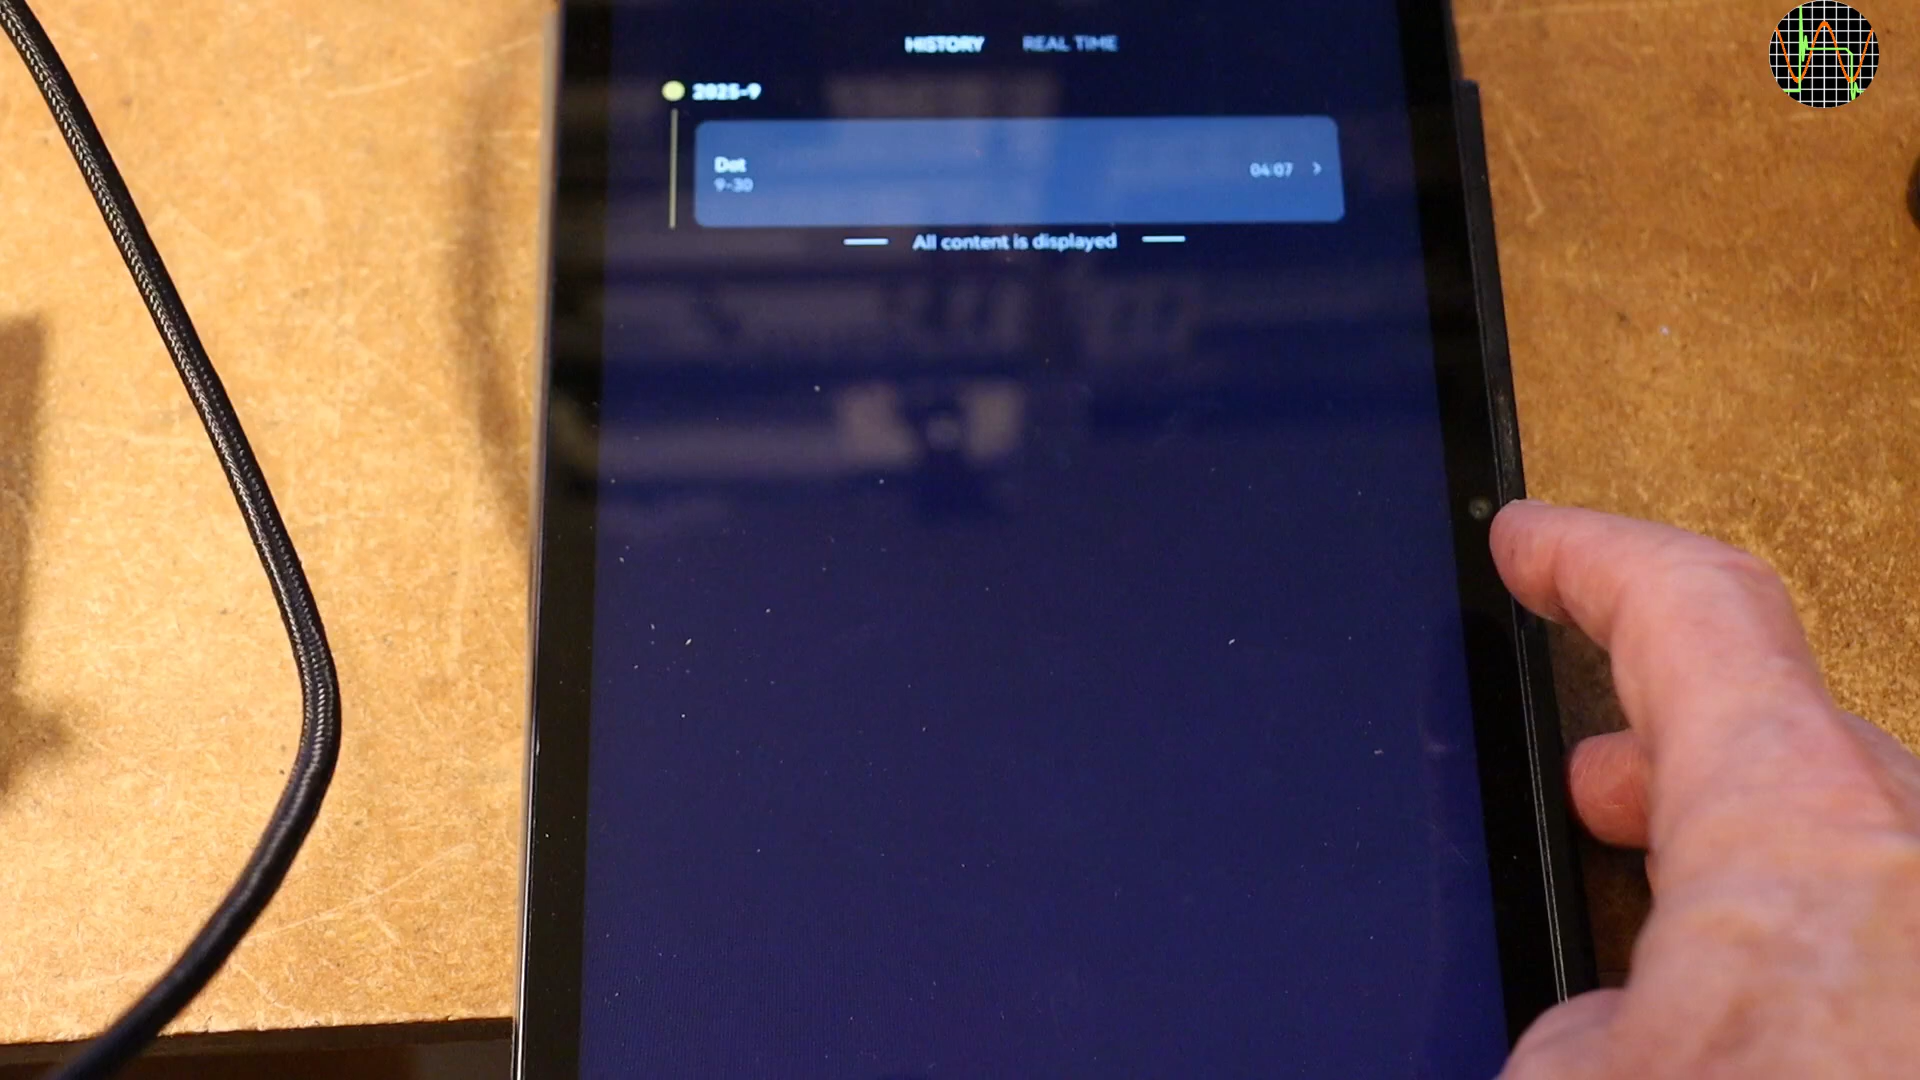 HISTORY REAL TIME
2025-9
Dot
9-30
04:07 >
All content is displayed